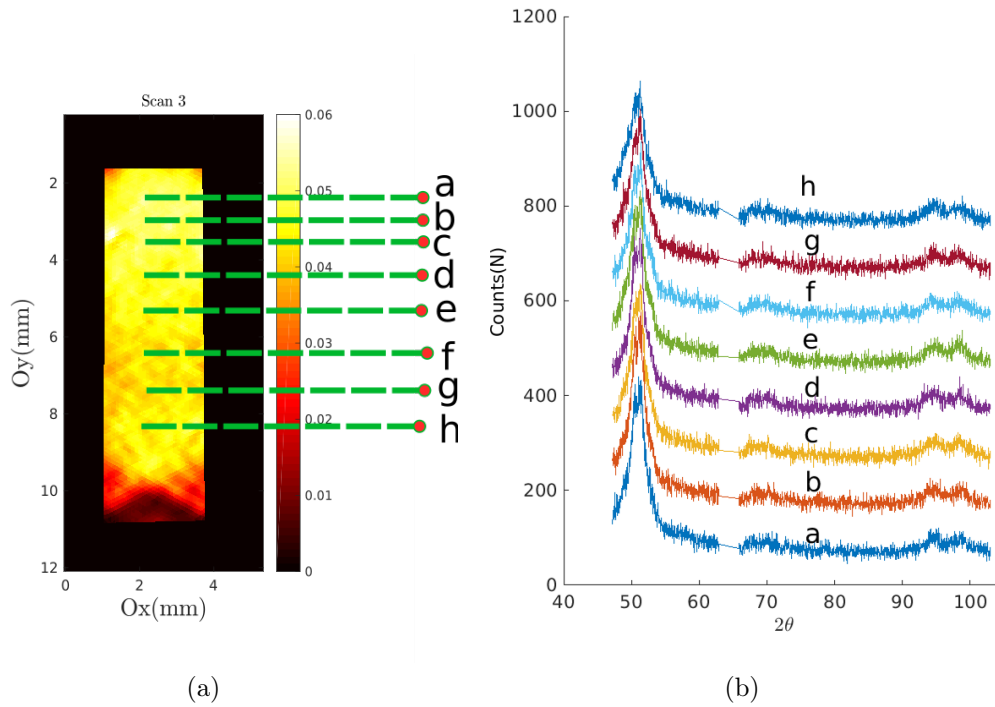 Scan 3
0.06
0.05
0.04
0.03
0.02
0.01
0
2
4
6
8
10
12
0
2
4
Oy(mm)
Ox(mm)
a
b
c
d
e
f
g
h
(a)
1200
1000
800
600
400
200
0
Counts(N)
h
g
f
e
d
c
b
a
40
50
60
70
80
90
100
2θ
(b)